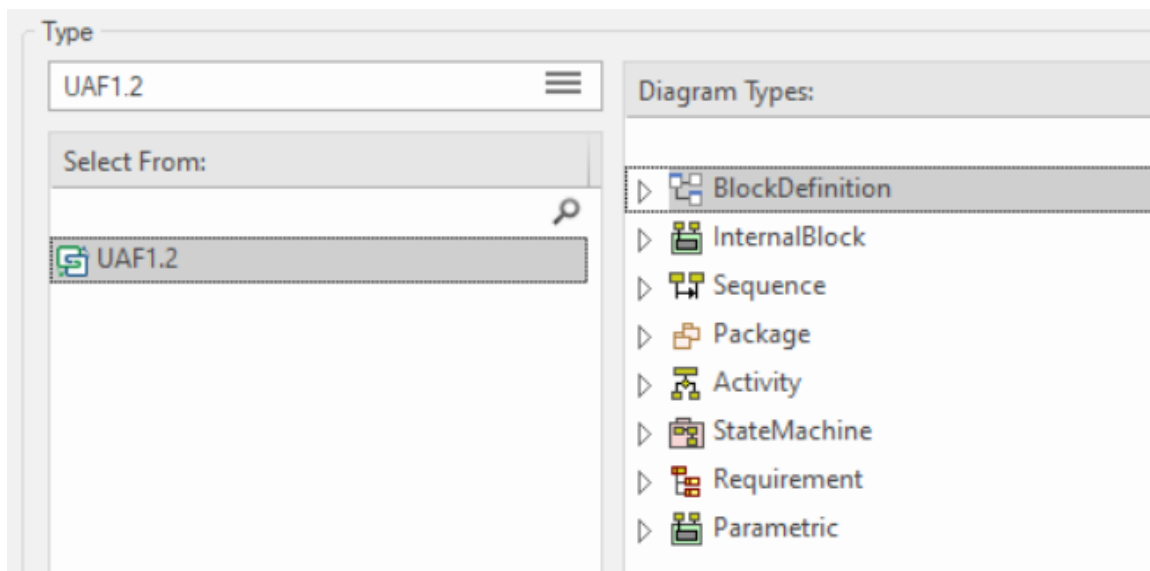 Type
UAF1.2
Select From:
UAF1.2
Diagram Types:
BlockDefinition
InternalBlock
Sequence
Package
Activity
StateMachine
Requirement
Parametric